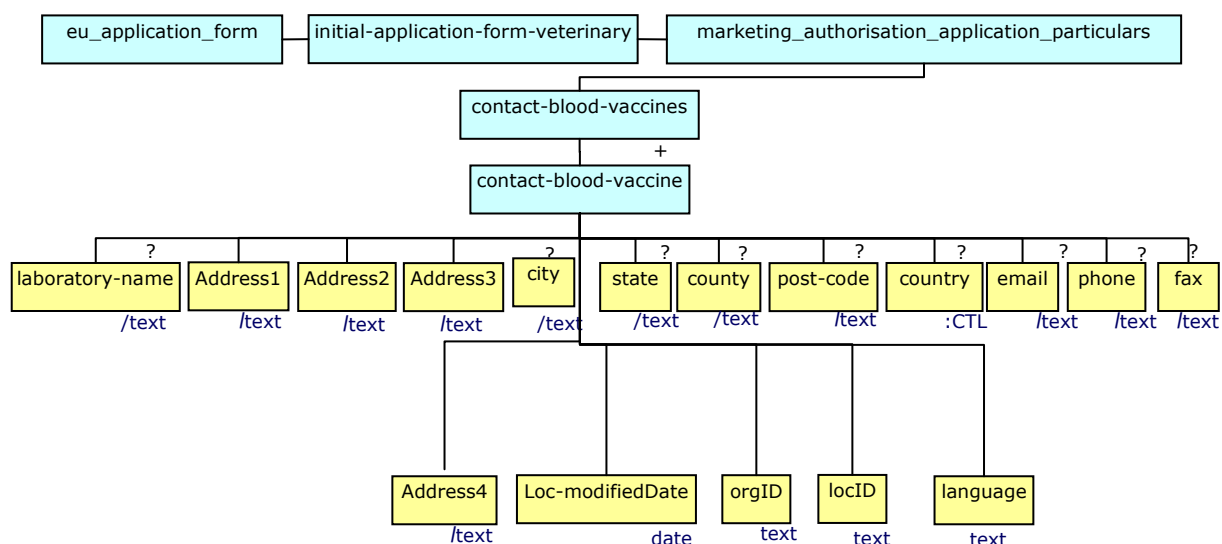 eu_application_form
initial-application-form-veterinary
marketing_authorisation_application_particulars
contact-blood-vaccines
+
contact-blood-vaccine
? ? ? ? ? ? ? ? ?
laboratory-name Address1 Address2 Address3 city state county post-code country email phone fax
/text /text /text /text /text /text /text /text :CTL /text /text /text
Address4 Loc-modifiedDate orgID locID language
/text date text text text